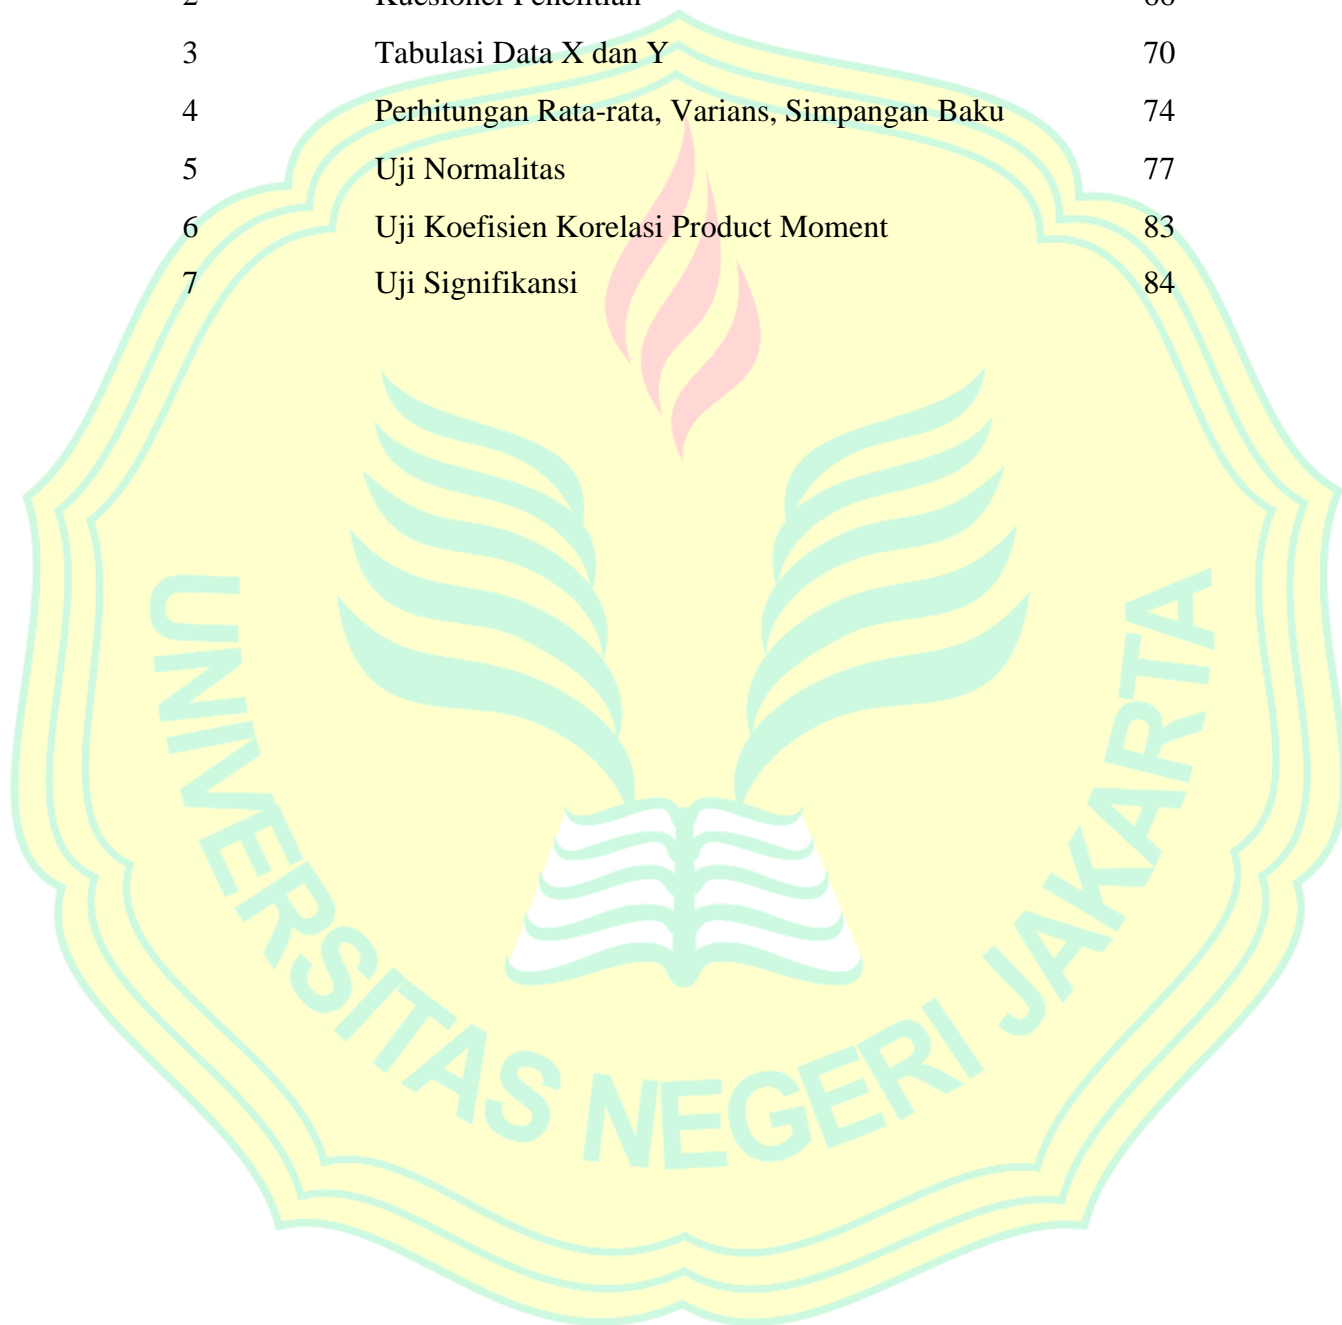 3 Tabulasi Data X dan Y 70
4 Perhitungan Rata-rata, Varians, Simpangan Baku 74
5 Uji Normalitas 77
6 Uji Koefisien Korelasi Product Moment 83
7 Uji Signifikansi 84
UNIVERSITAS NEGERI JAKARTA